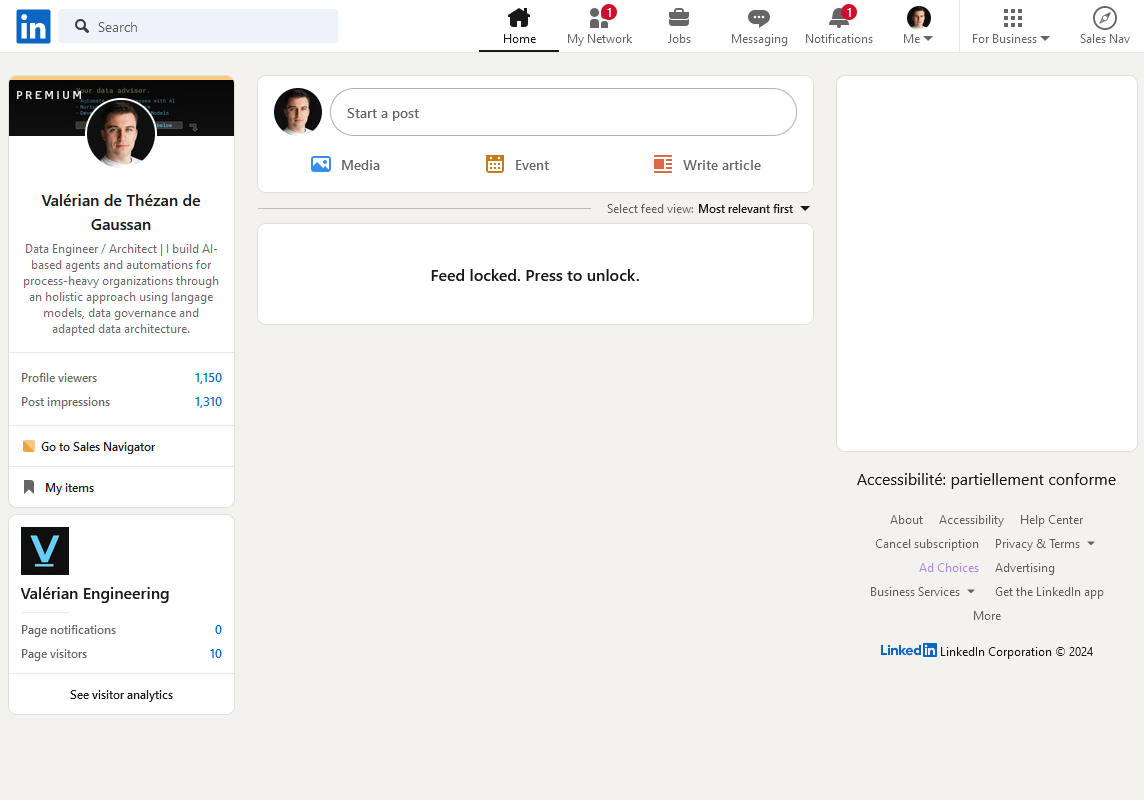 in
Search
Home
1
My Network
Jobs
Messaging
1
Notifications
Me
For Business
Sales Nav
PREMIUM
Your data advisor.
Valérian de Thézan de
Gaussan
Data Engineer / Architect | I build AI-
based agents and automations for
process-heavy organizations through
an holistic approach using langage
models, data governance and
adapted data architecture.
Profile viewers 1,150
Post impressions 1,310
Go to Sales Navigator
My items
V
Valérian Engineering
Page notifications 0
Page visitors 10
See visitor analytics
Start a post
Media Event Write article
Select feed view: Most relevant first
Feed locked. Press to unlock.
Accessibilité: partiellement conforme
About Accessibility Help Center
Cancel subscription Privacy & Terms
Ad Choices Advertising
Business Services Get the LinkedIn app
More
LinkedIn LinkedIn Corporation © 2024